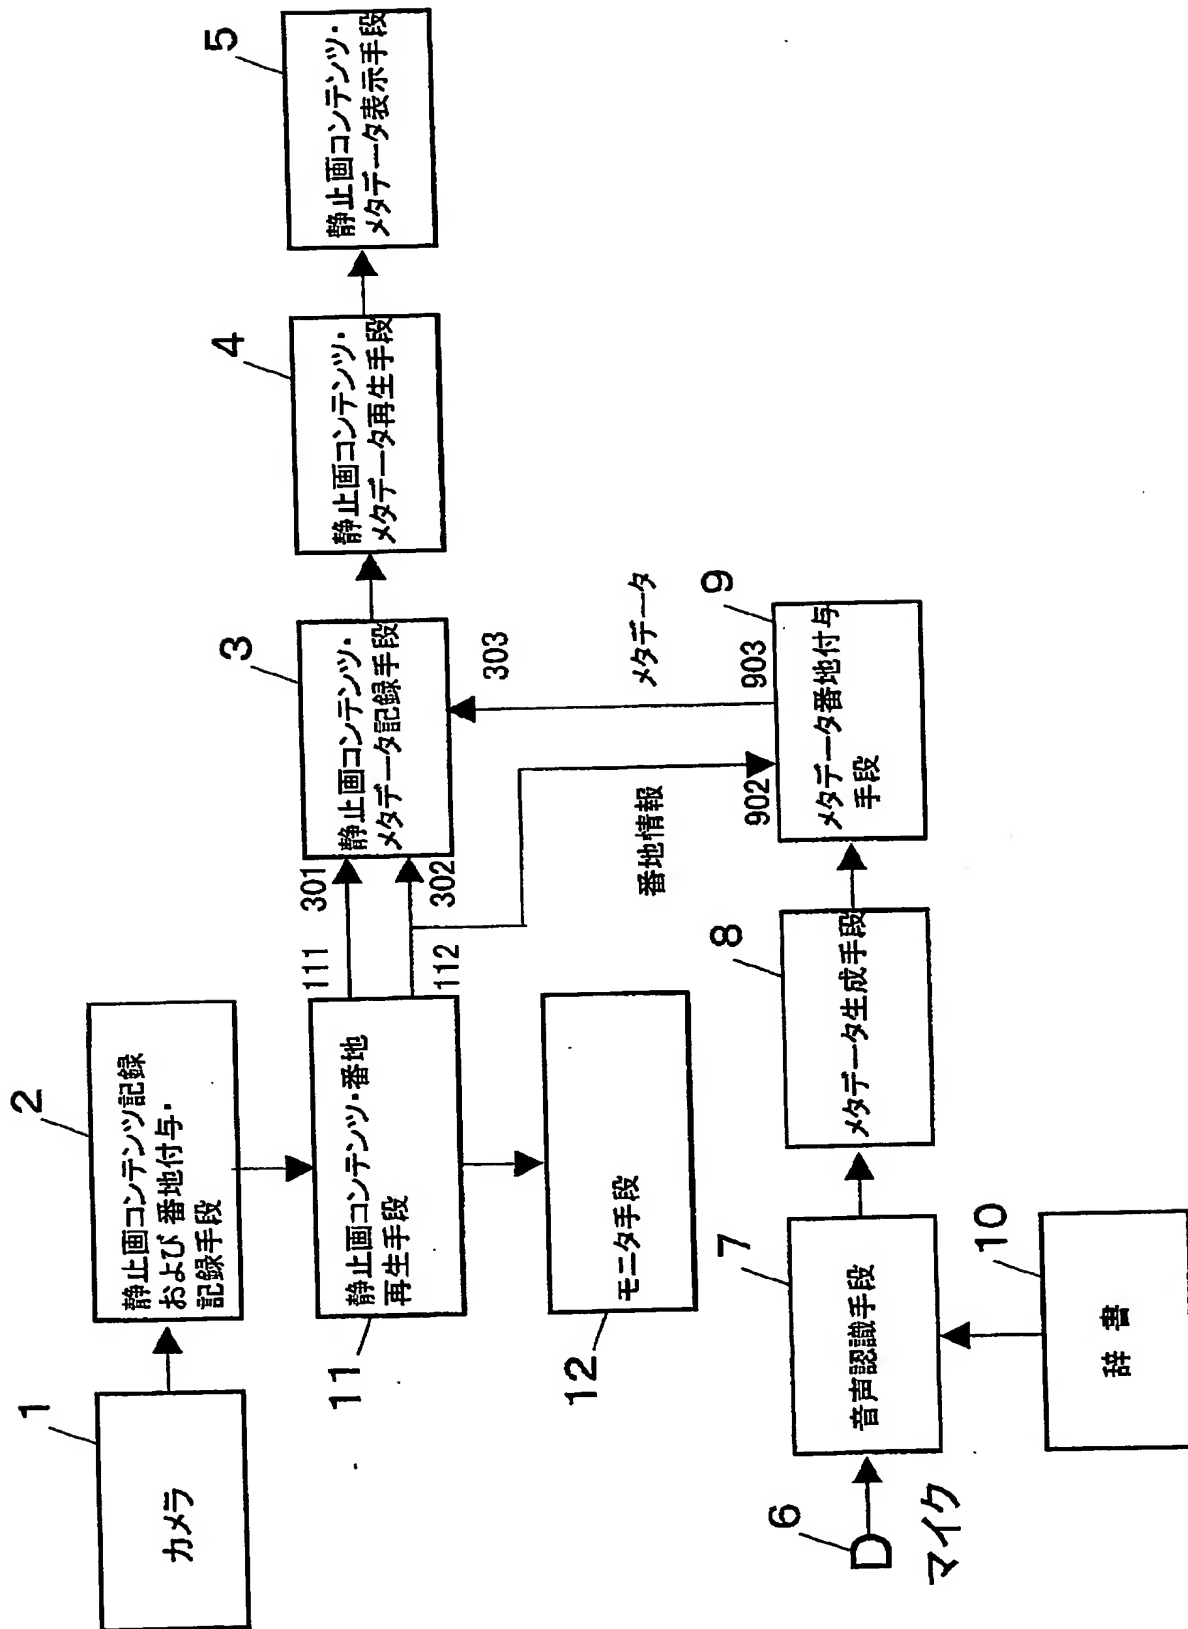 1
カメラ
2
静止画コンテンツ記録
および番地付与・
記録手段
11
静止画コンテンツ・番地
再生手段
111
112
12
モニタ手段
301
302
3
静止画コンテンツ・
メタデータ記録手段
303
4
静止画コンテンツ・
メタデータ再生手段
5
静止画コンテンツ・
メタデータ表示手段
6
マイク
7
音声認識手段
10
辞書
8
メタデータ生成手段
番地情報
902
メタデータ
903
9
メタデータ番地付与
手段